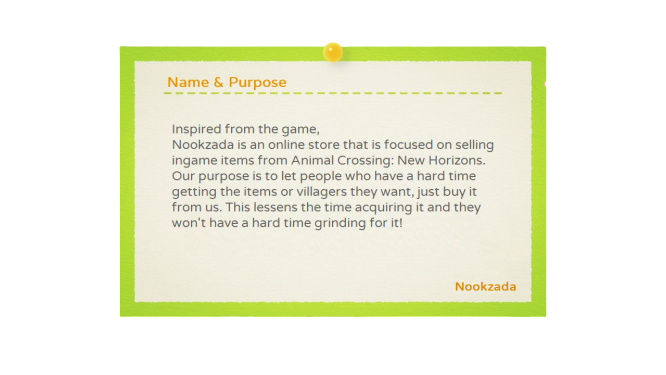 Name & Purpose
Inspired from the game,
Nookzada is an online store that is focused on selling
ingame items from Animal Crossing: New Horizons.
Our purpose is to let people who have a hard time
getting the items or villagers they want, just buy it
from us. This lessens the time acquiring it and they
won't have a hard time grinding for it!
Nookzada